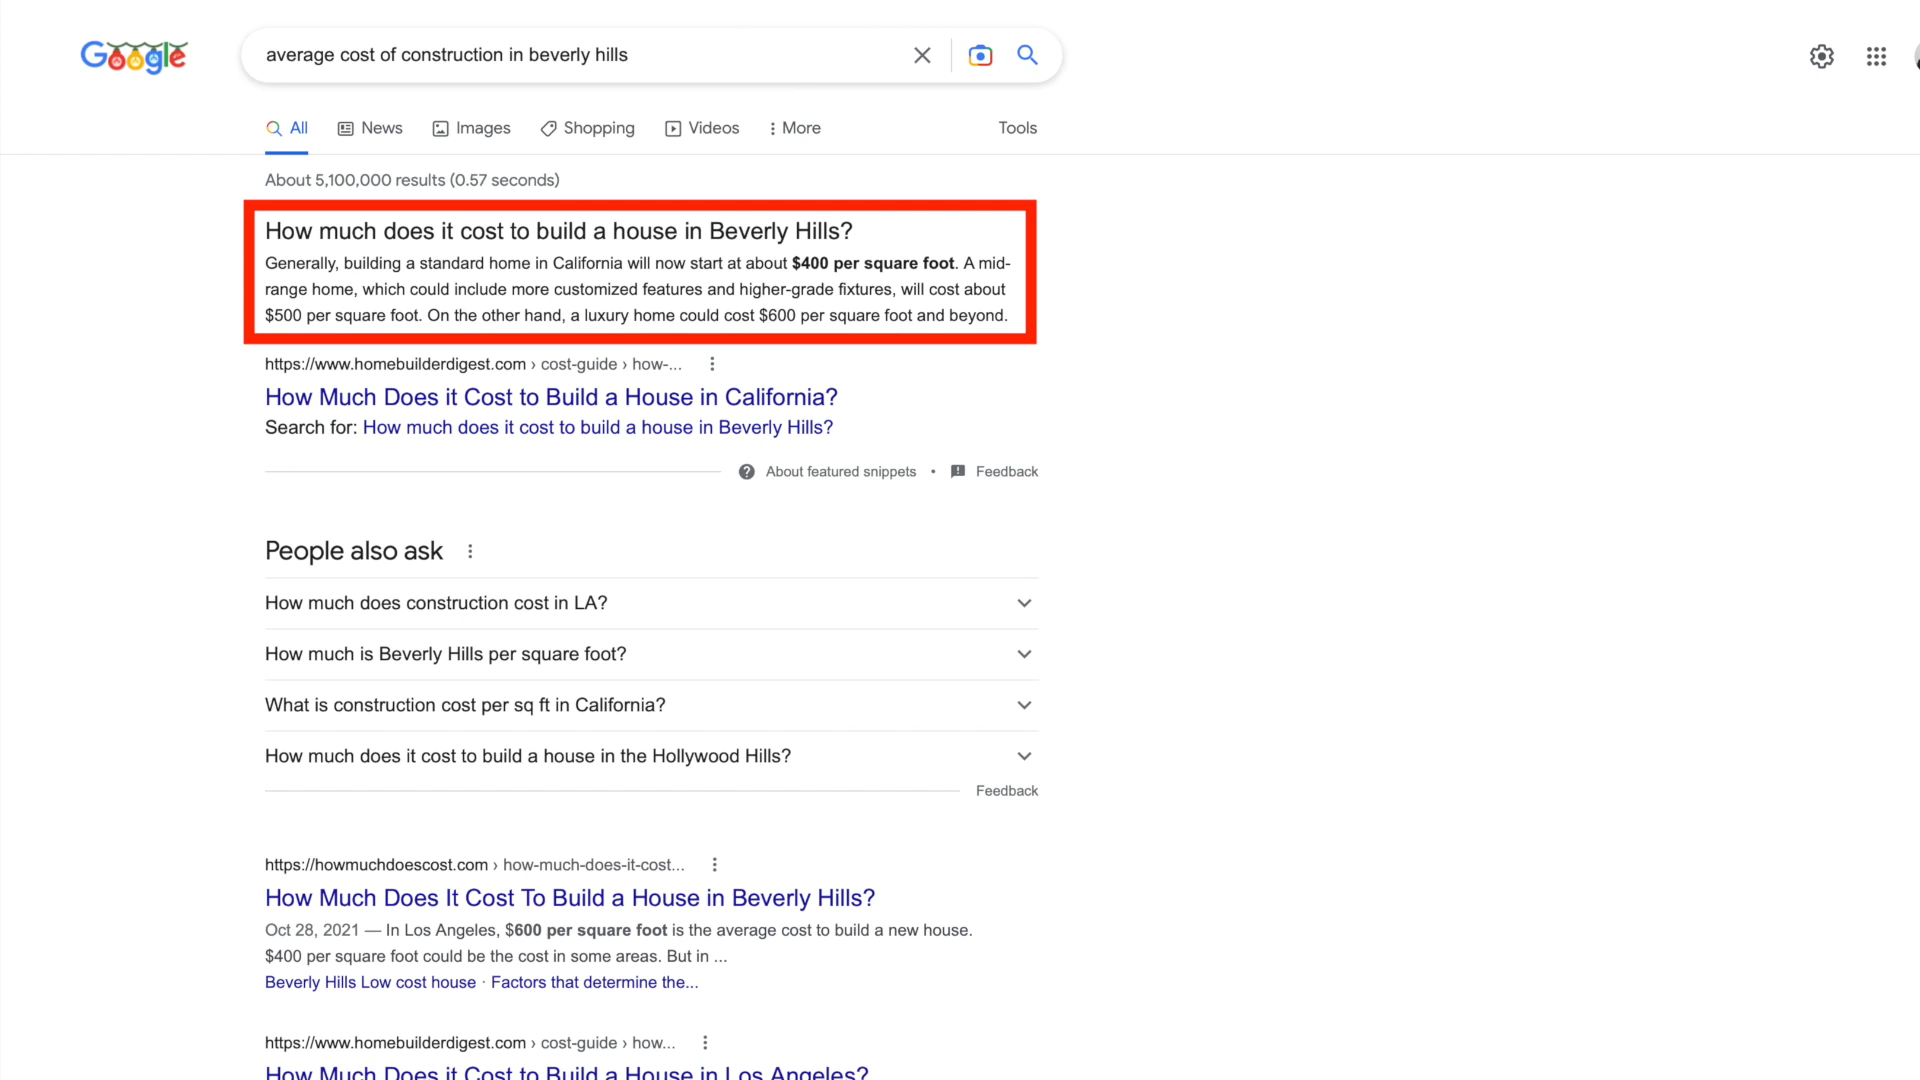 Google
average cost of construction in beverly hills
All News Images Shopping Videos More Tools
About 5,100,000 results (0.57 seconds)
How much does it cost to build a house in Beverly Hills?
Generally, building a standard home in California will now start at about $400 per square foot. A mid-
range home, which could include more customized features and higher-grade fixtures, will cost about
$500 per square foot. On the other hand, a luxury home could cost $600 per square foot and beyond.
https://www.homebuilderdigest.com › cost-guide › how-...
How Much Does it Cost to Build a House in California?
Search for: How much does it cost to build a house in Beverly Hills?
About featured snippets • Feedback
People also ask
How much does construction cost in LA?
How much is Beverly Hills per square foot?
What is construction cost per sq ft in California?
How much does it cost to build a house in the Hollywood Hills?
Feedback
https://howmuchdoescost.com › how-much-does-it-cost...
How Much Does It Cost To Build a House in Beverly Hills?
Oct 28, 2021 — In Los Angeles, $600 per square foot is the average cost to build a new house.
$400 per square foot could be the cost in some areas. But in ...
Beverly Hills Low cost house · Factors that determine the...
https://www.homebuilderdigest.com › cost-guide › how...
How Much Does it Cost to Build a House in Los Angeles?